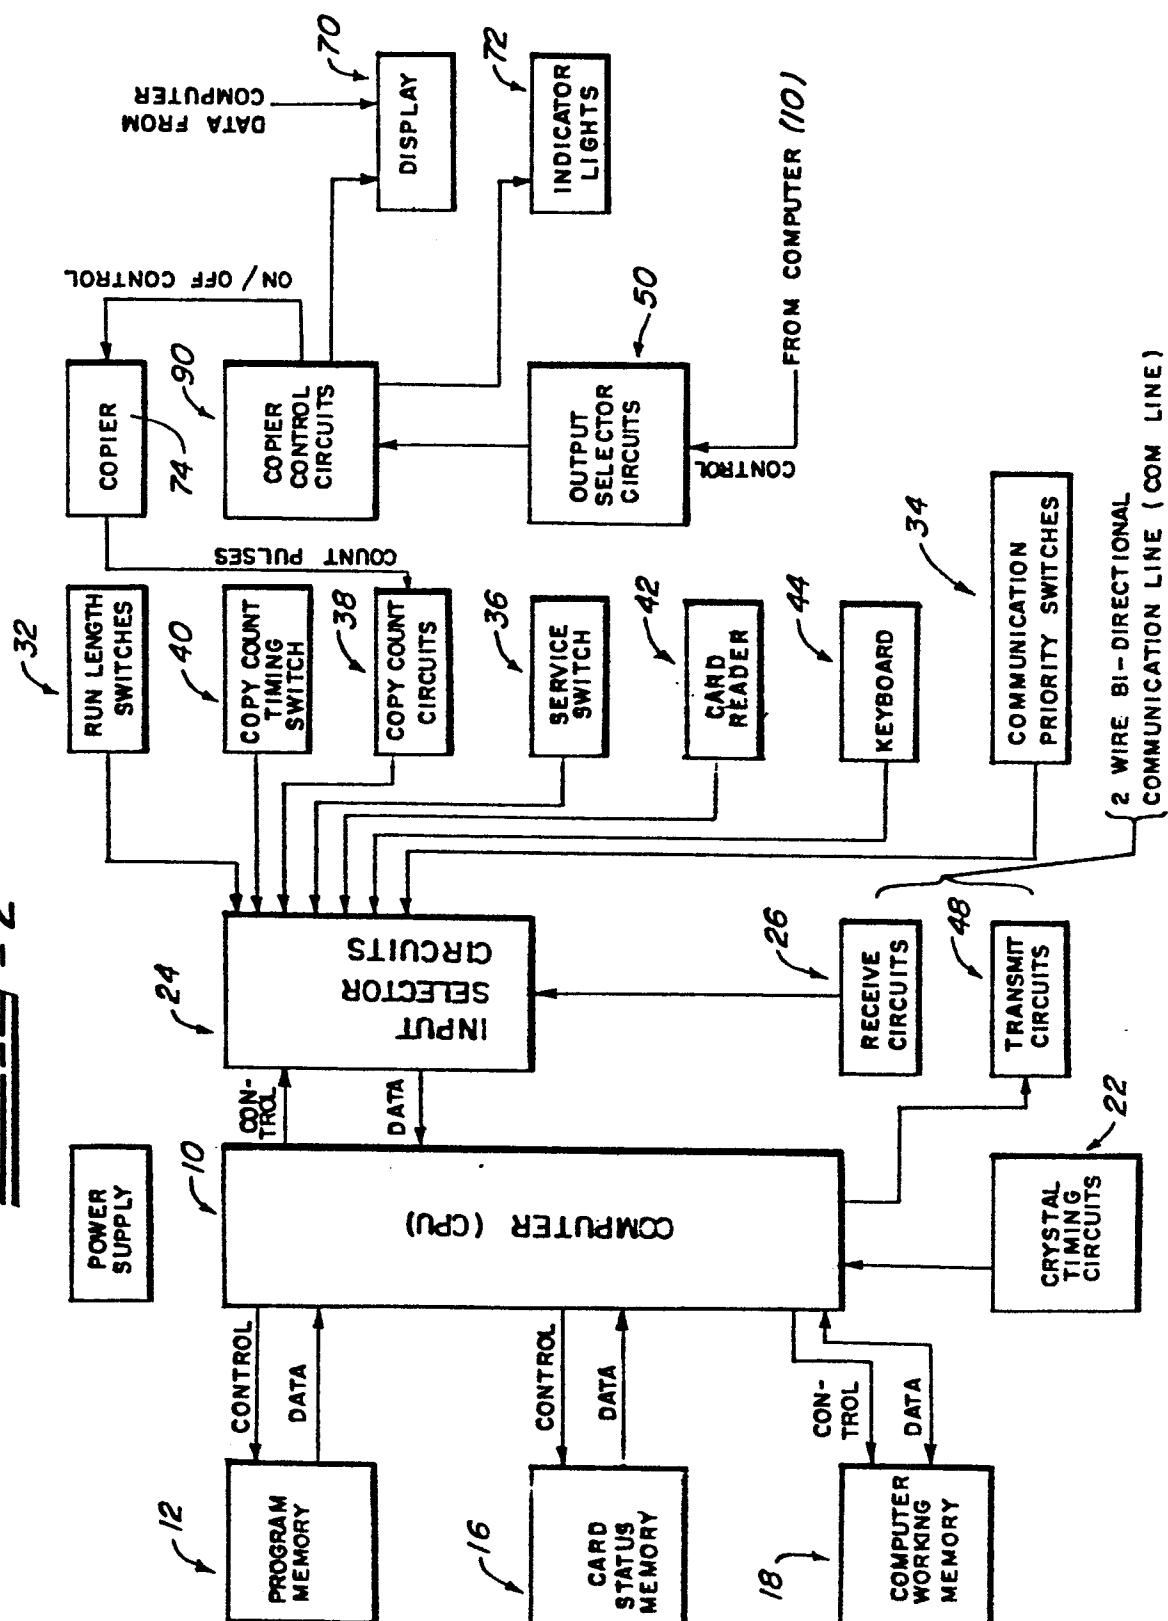 2
POWER
SUPPLY
10
24
32
RUN LENGTH
SWITCHES
COPIER
74
40
COPY COUNT
TIMING
SWITCH
38
COPY COUNT
CIRCUITS
COUNT PULSES
90
COPIER
CONTROL
CIRCUITS
ON / OFF CONTROL
DATA FROM
COMPUTER
70
DISPLAY
72
INDICATOR
LIGHTS
12
PROGRAM
MEMORY
CONTROL
DATA
COMPUTER (CPU)
CON-
TROL
DATA
INPUT
SELECTOR
CIRCUITS
36
SERVICE
SWITCH
OUTPUT
SELECTOR
CIRCUITS
50
CONTROL
FROM COMPUTER (10)
16
CARD
STATUS
MEMORY
CONTROL
DATA
42
CARD
READER
44
KEYBOARD
18
COMPUTER
WORKING
MEMORY
CON-
TROL
DATA
26
RECEIVE
CIRCUITS
34
COMMUNICATION
PRIORITY SWITCHES
22
CRYSTAL
TIMING
CIRCUITS
48
TRANSMIT
CIRCUITS
2 WIRE BI-DIRECTIONAL
COMMUNICATION LINE (COM LINE)